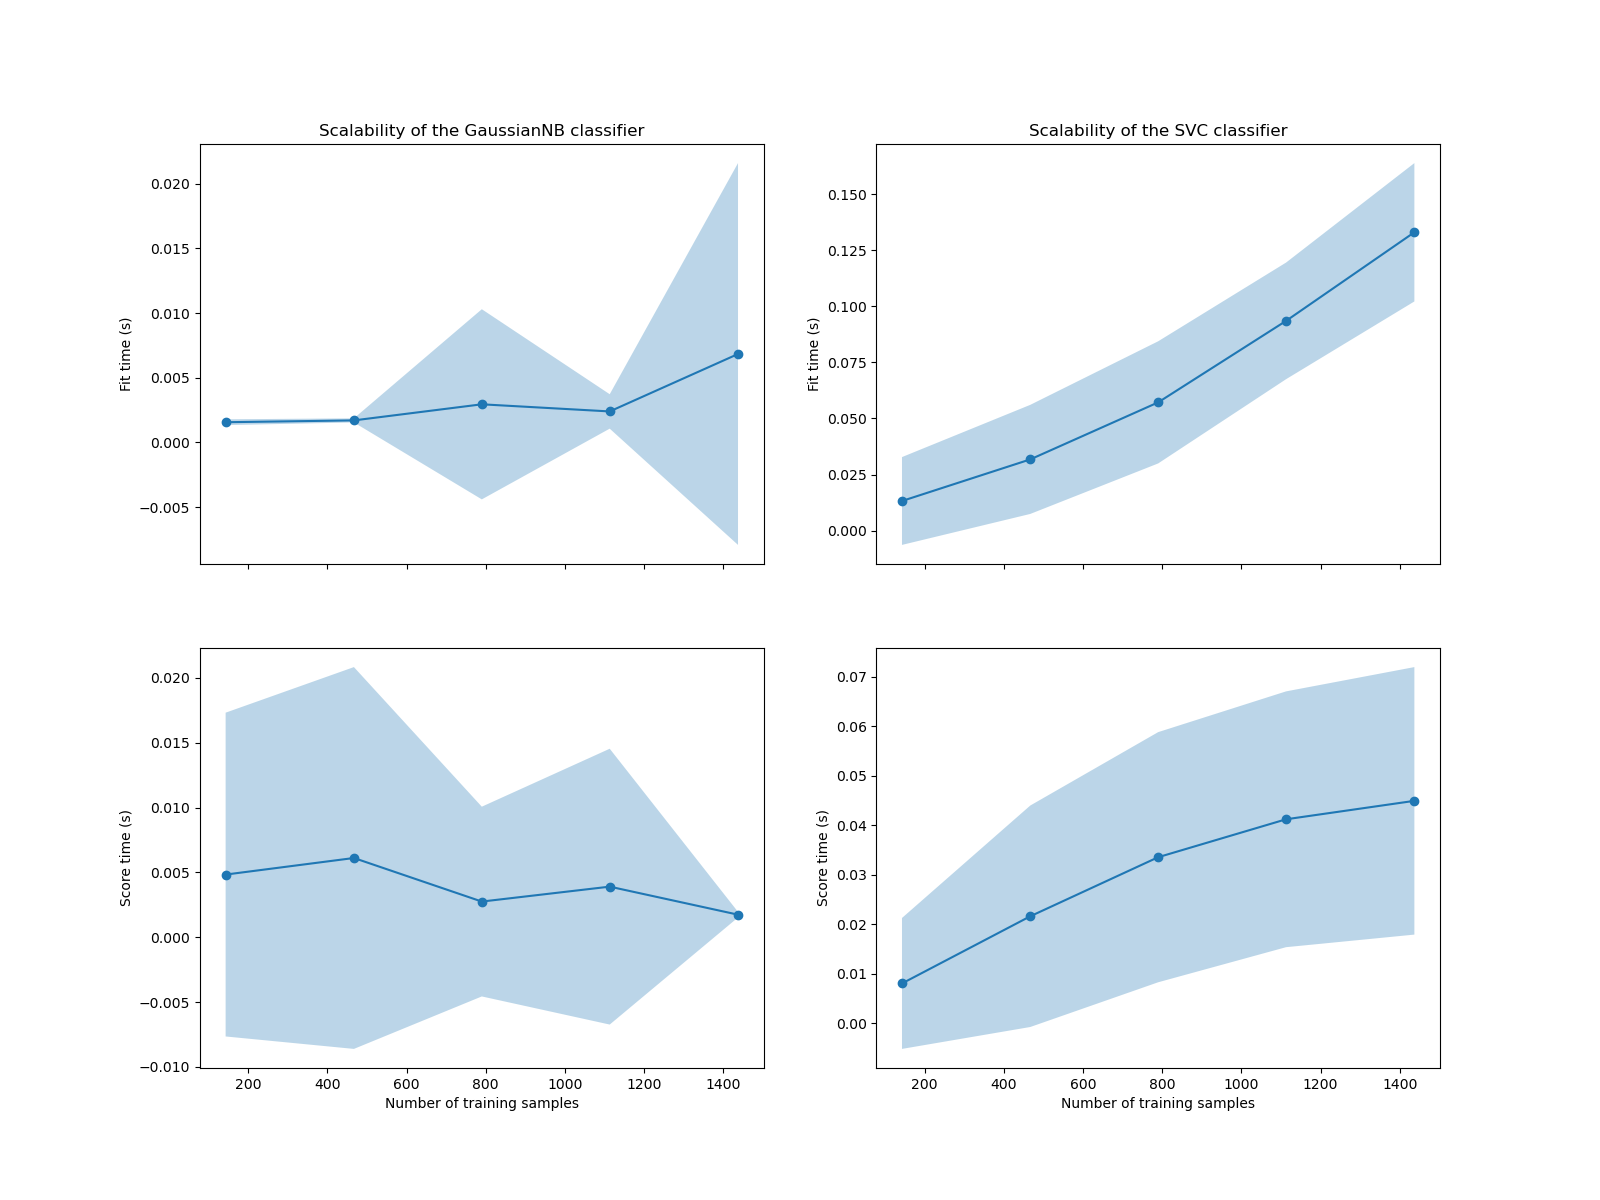 Scalability of the GaussianNB classifier
Scalability of the SVC classifier
Fit time (s)
0.020
0.015
0.010
0.005
0.000
−0.005
Fit time (s)
0.150
0.125
0.100
0.075
0.050
0.025
0.000
Score time (s)
0.020
0.015
0.010
0.005
0.000
−0.005
−0.010
200 400 600 800 1000 1200 1400
Number of training samples
Score time (s)
0.07
0.06
0.05
0.04
0.03
0.02
0.01
0.00
200 400 600 800 1000 1200 1400
Number of training samples